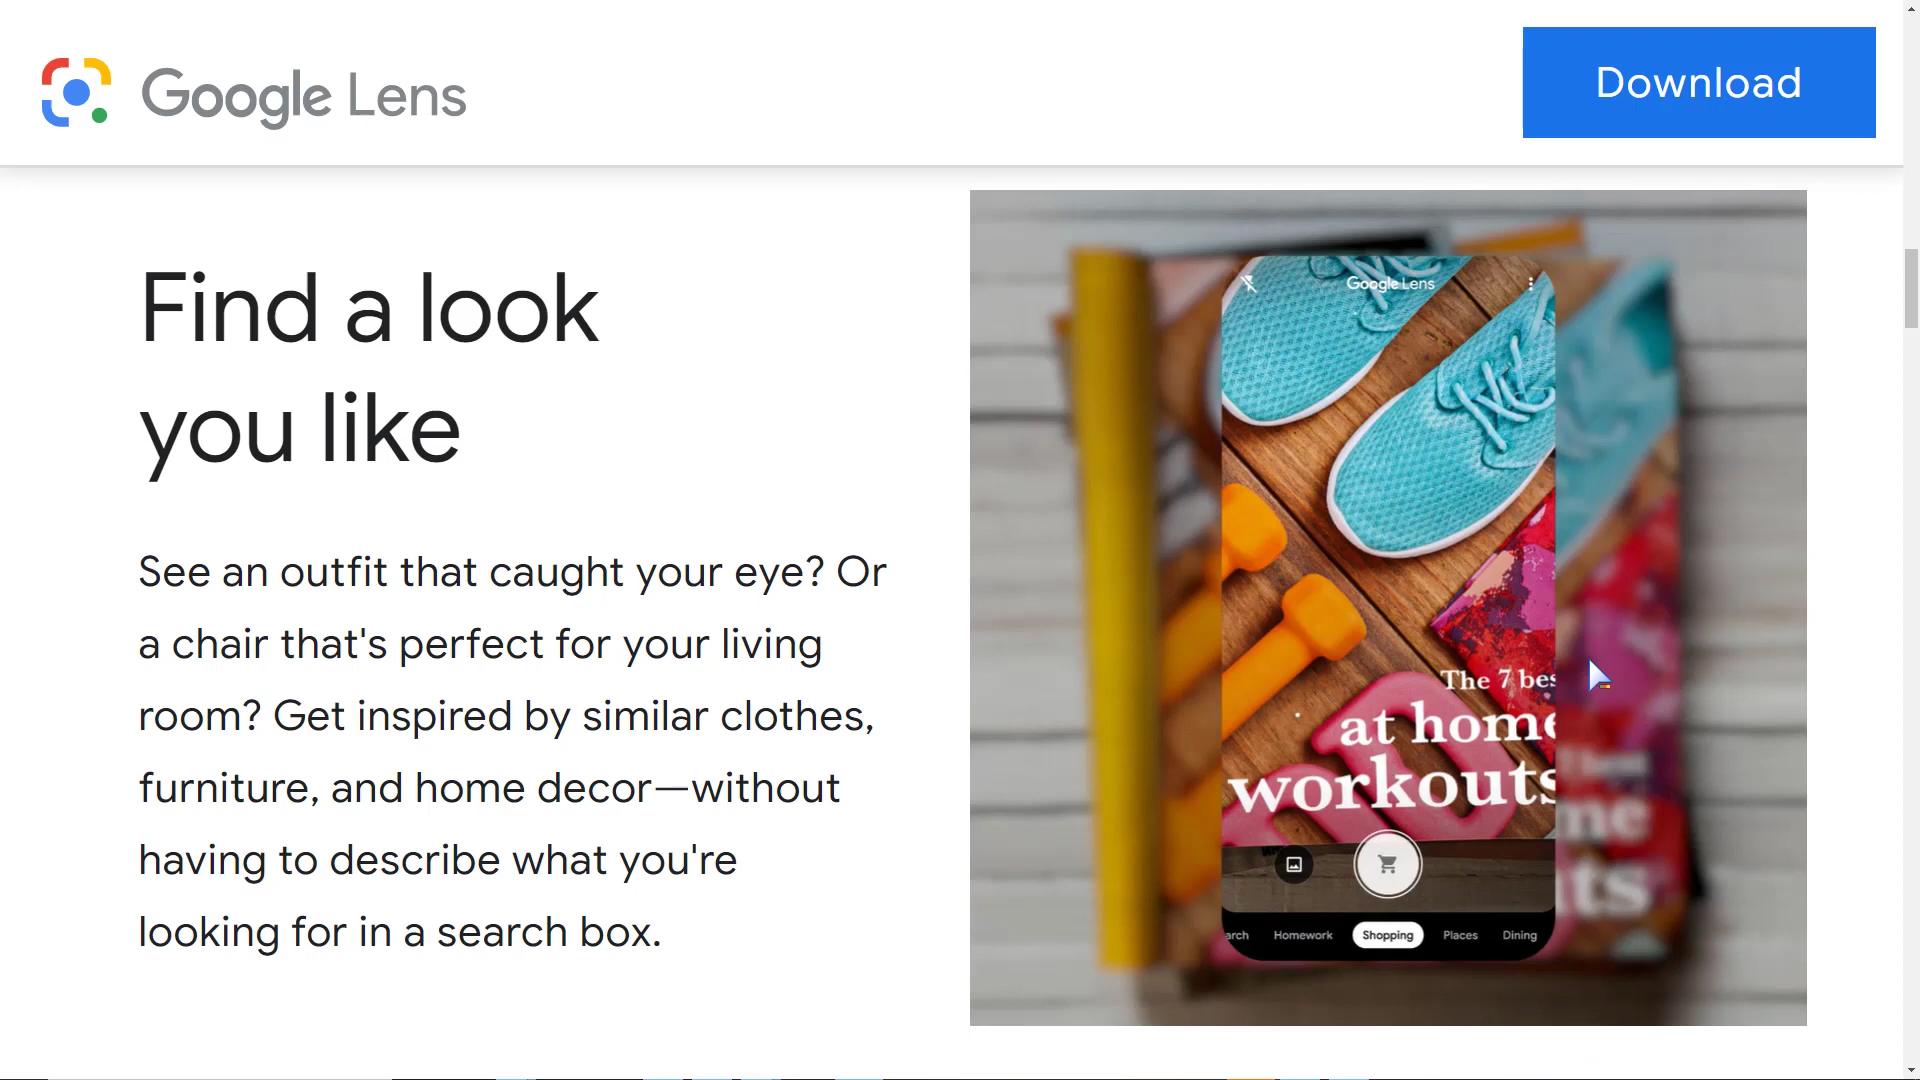 Google Lens
Download
Find a look
you like
See an outfit that caught your eye? Or
a chair that's perfect for your living
room? Get inspired by similar clothes,
furniture, and home decor—without
having to describe what you're
looking for in a search box.
Google Lens
The 7 bes
at home
workouts
me
ts
arch Homework Shopping Places Dining